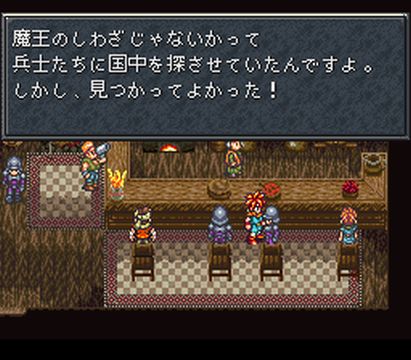 魔王のしわざじゃないかって
兵士たちに国中を探させていたんですよ。
しかし、見つかってよかった！